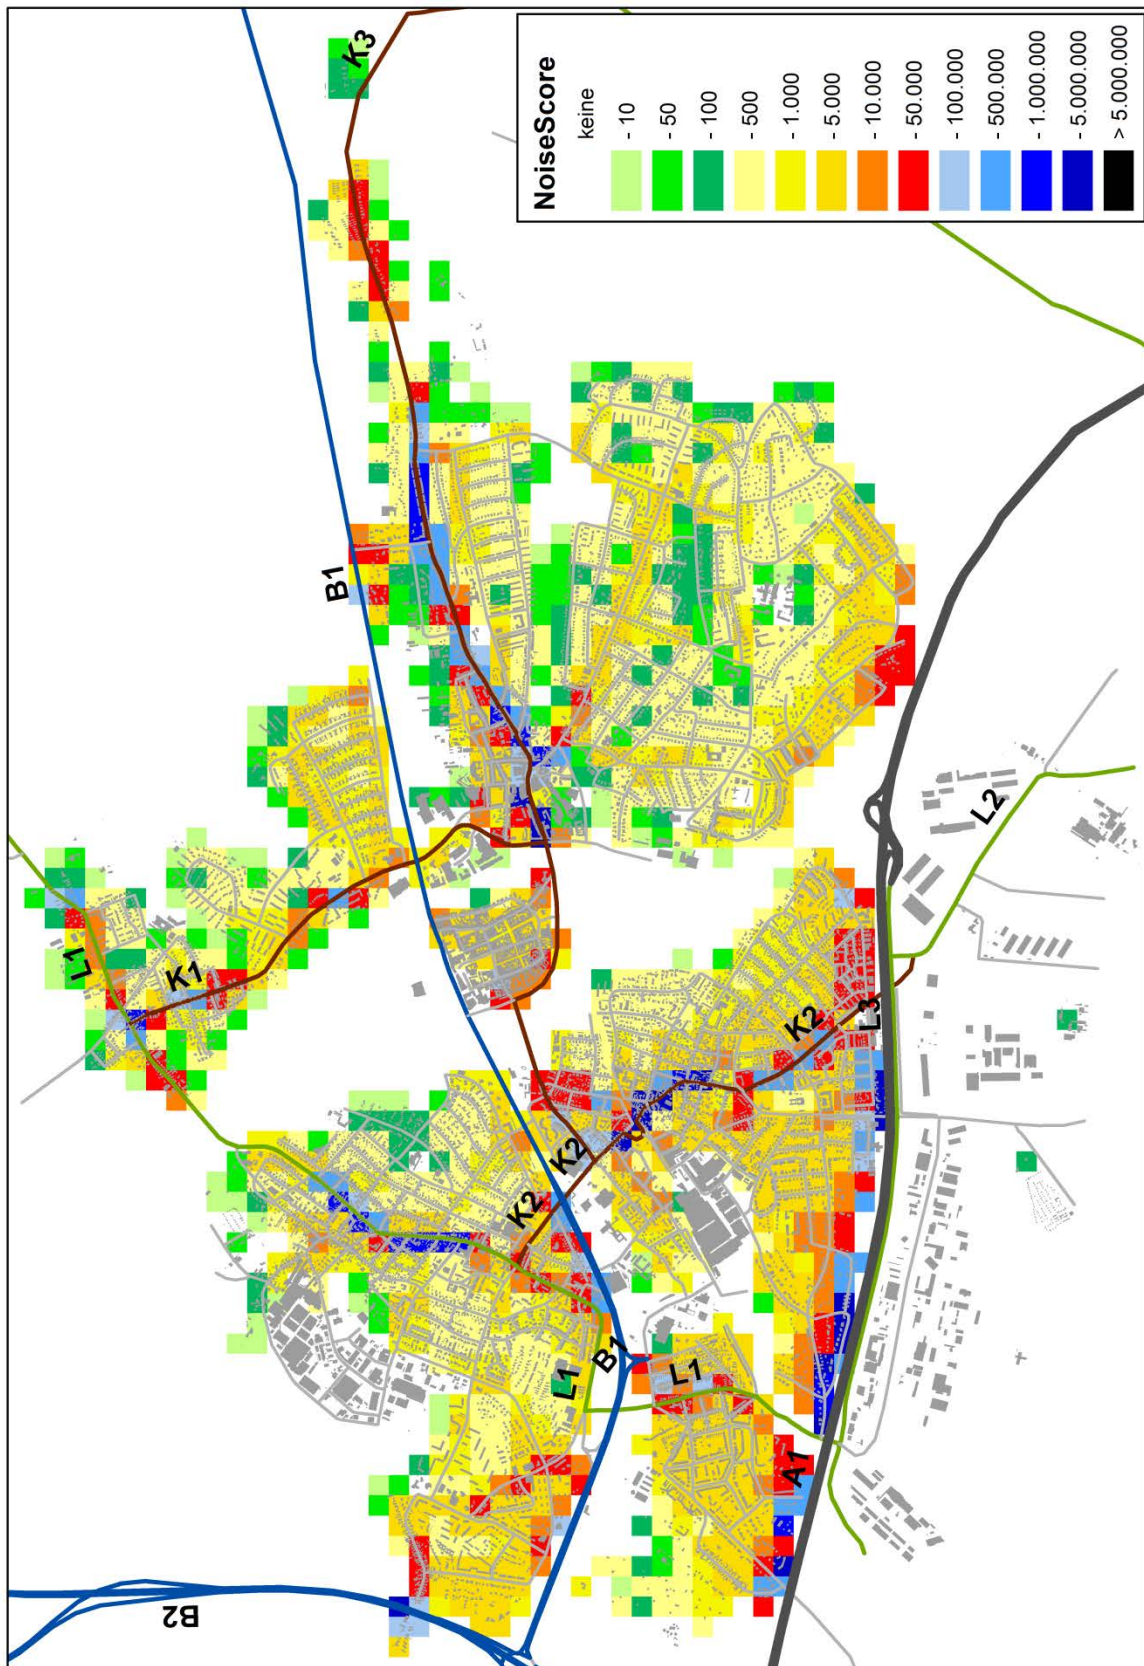 NoiseScore
keine
- 10
- 50
- 100
- 500
- 1.000
- 5.000
- 10.000
- 50.000
- 100.000
- 500.000
- 1.000.000
- 5.000.000
> 5.000.000
K3
B1
L1
K1
L2
K2
L3
K2
K2
L1
B1
L1
A1
B2